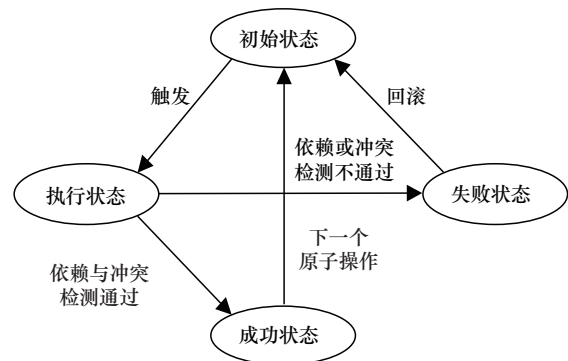 初始状态
触发
回滚
依赖或冲突
检测不通过
执行状态
失败状态
下一个
原子操作
依赖与冲突
检测通过
成功状态